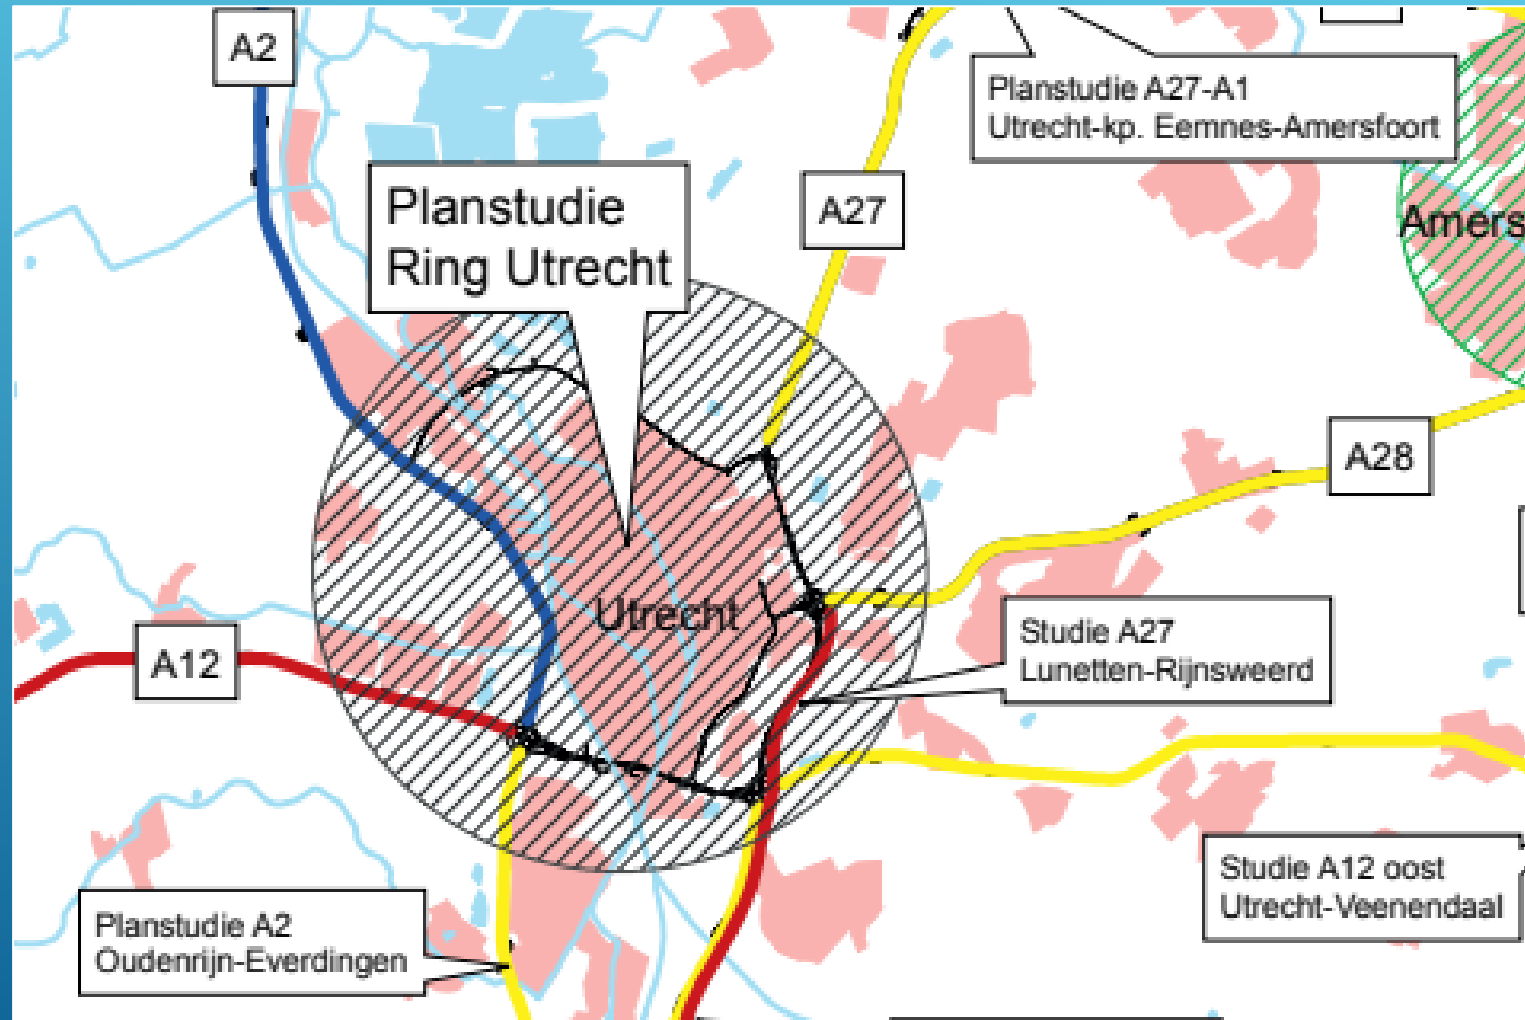 A2
Planstudie A27-A1
Utrecht-kp. Eemnes-Amersfoort
Planstudie
Ring Utrecht
A27
Amers
A28
Utrecht
Studie A27
Lunetten-Rijnsweerd
A12
Studie A12 oost
Utrecht-Veenendaal
Planstudie A2
Oudenrijn-Everdingen